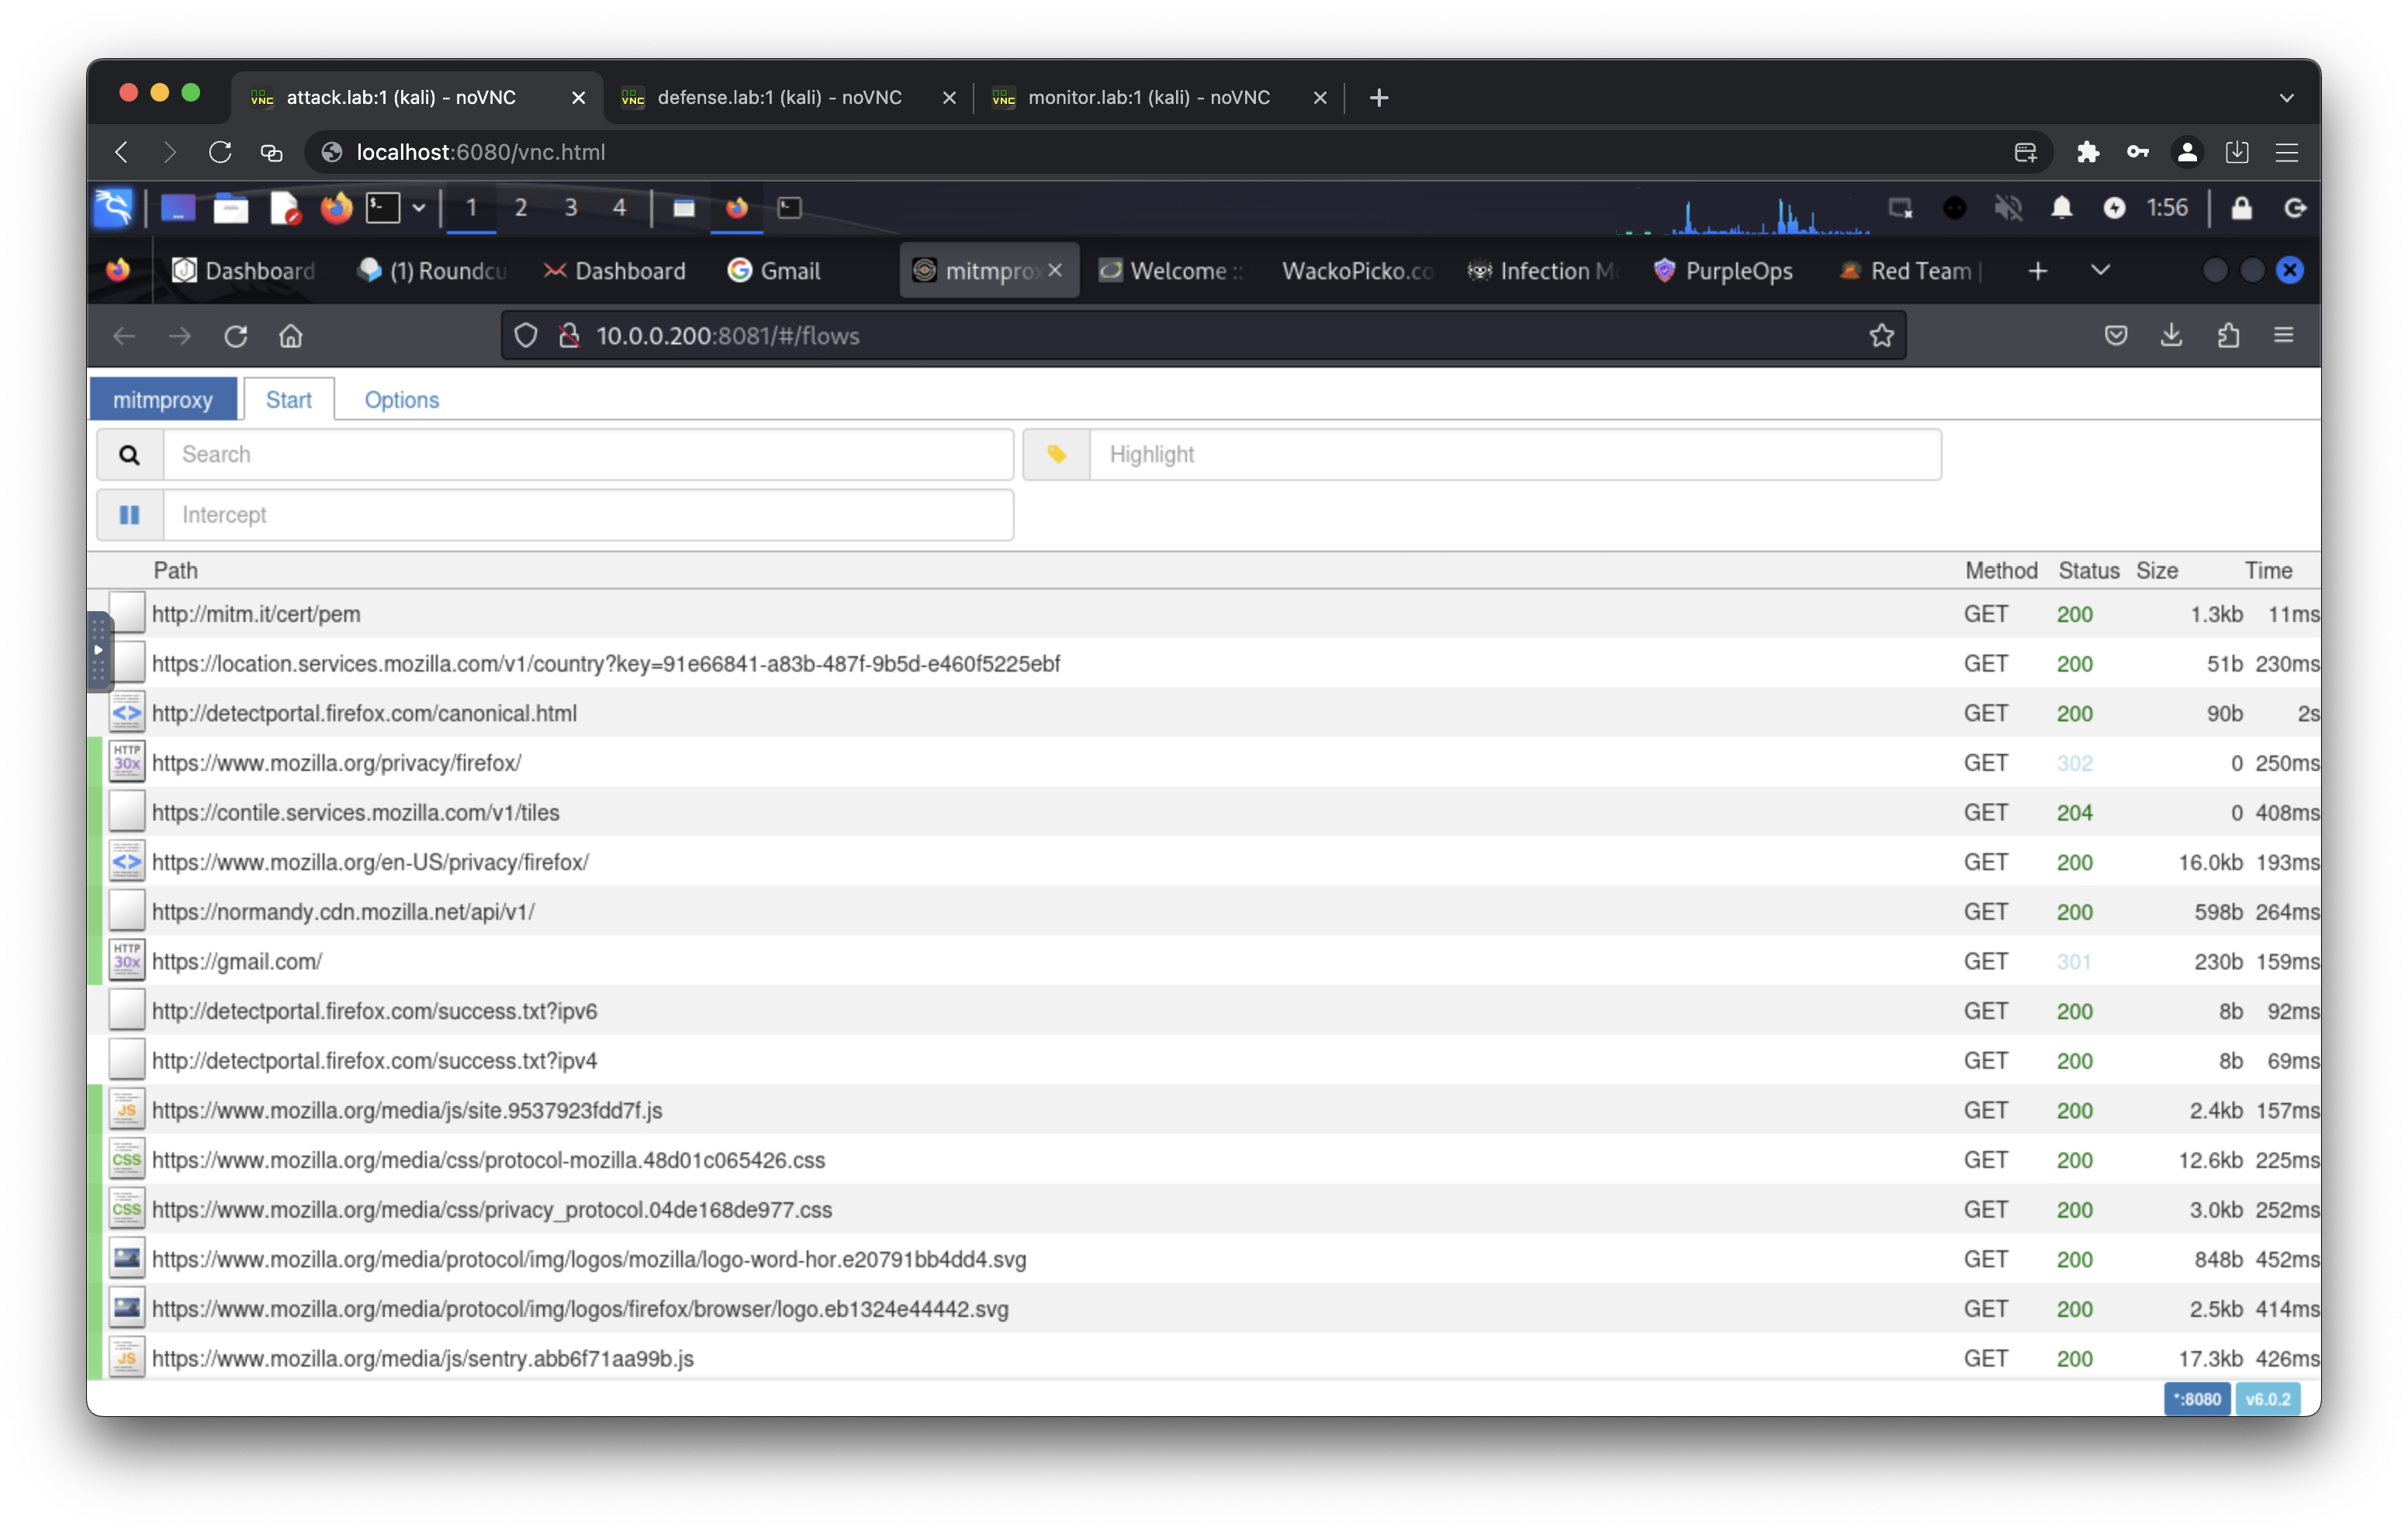 attack.lab:1 (kali) - noVNC defense.lab:1 (kali) - noVNC monitor.lab:1 (kali) - noVNC
localhost:6080/vnc.html
1 2 3 4 1:56
Dashboard (1) Roundcu Dashboard Gmail mitmpro Welcome :: WackoPicko.co Infection M PurpleOps Red Team |
10.0.0.200:8081/#/flows
mitmproxy Start Options
Search Highlight
Intercept
Path Method Status Size Time
http://mitm.it/cert/pem GET 200 1.3kb 11ms
https://location.services.mozilla.com/v1/country?key=91e66841-a83b-487f-9b5d-e460f5225ebf GET 200 51b 230ms
http://detectportal.firefox.com/canonical.html GET 200 90b 2s
HTTP 30x https://www.mozilla.org/privacy/firefox/ GET 302 0 250ms
https://contile.services.mozilla.com/v1/tiles GET 204 0 408ms
https://www.mozilla.org/en-US/privacy/firefox/ GET 200 16.0kb 193ms
https://normandy.cdn.mozilla.net/api/v1/ GET 200 598b 264ms
HTTP 30x https://gmail.com/ GET 301 230b 159ms
http://detectportal.firefox.com/success.txt?ipv6 GET 200 8b 92ms
http://detectportal.firefox.com/success.txt?ipv4 GET 200 8b 69ms
JS https://www.mozilla.org/media/js/site.9537923fdd7f.js GET 200 2.4kb 157ms
CSS https://www.mozilla.org/media/css/protocol-mozilla.48d01c065426.css GET 200 12.6kb 225ms
CSS https://www.mozilla.org/media/css/privacy_protocol.04de168de977.css GET 200 3.0kb 252ms
https://www.mozilla.org/media/protocol/img/logos/mozilla/logo-word-hor.e20791bb4dd4.svg GET 200 848b 452ms
https://www.mozilla.org/media/protocol/img/logos/firefox/browser/logo.eb1324e44442.svg GET 200 2.5kb 414ms
JS https://www.mozilla.org/media/js/sentry.abb6f71aa99b.js GET 200 17.3kb 426ms
*:8080 v6.0.2